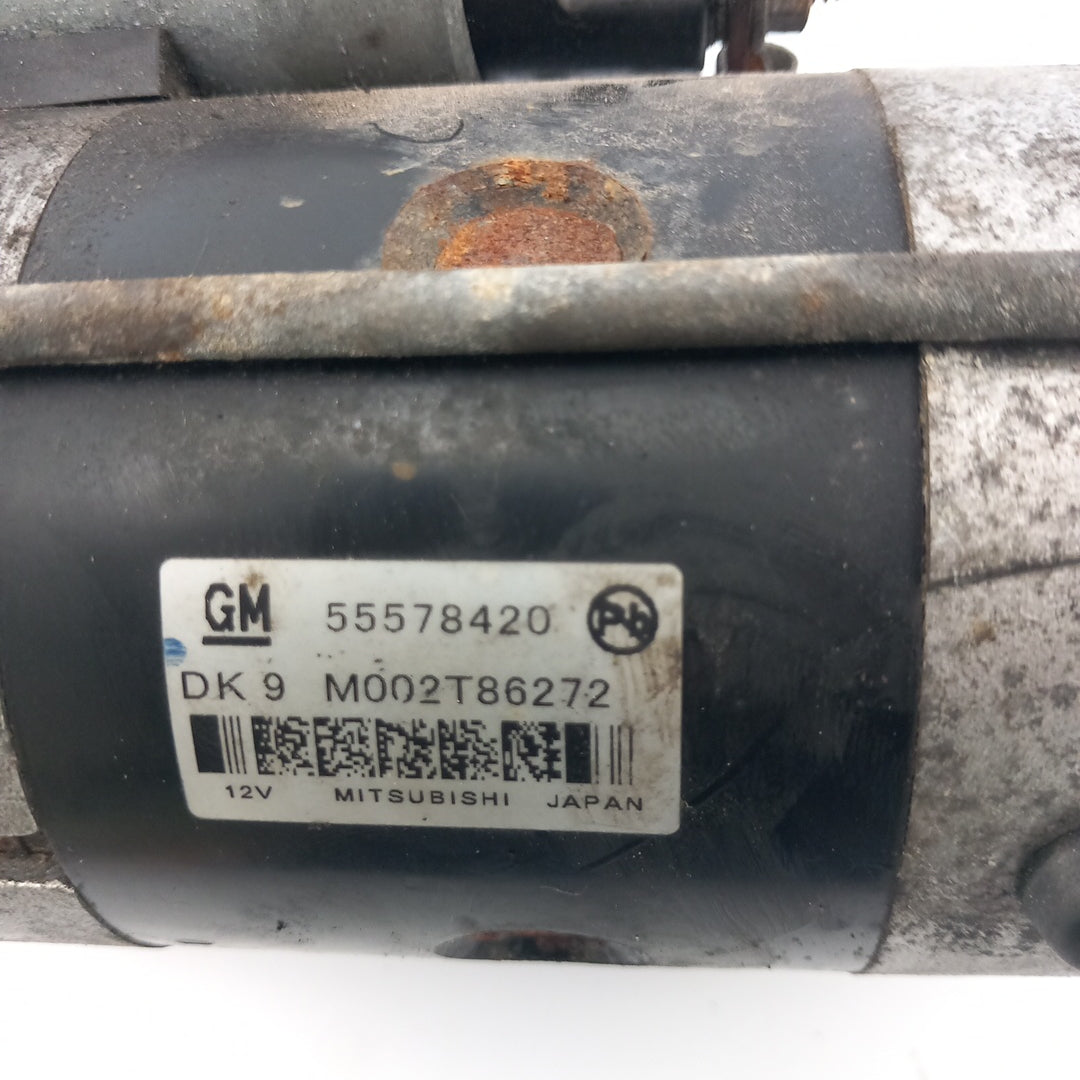 GM 55578420 Pb
DK 9 M002T86272
12V MITSUBISHI JAPAN